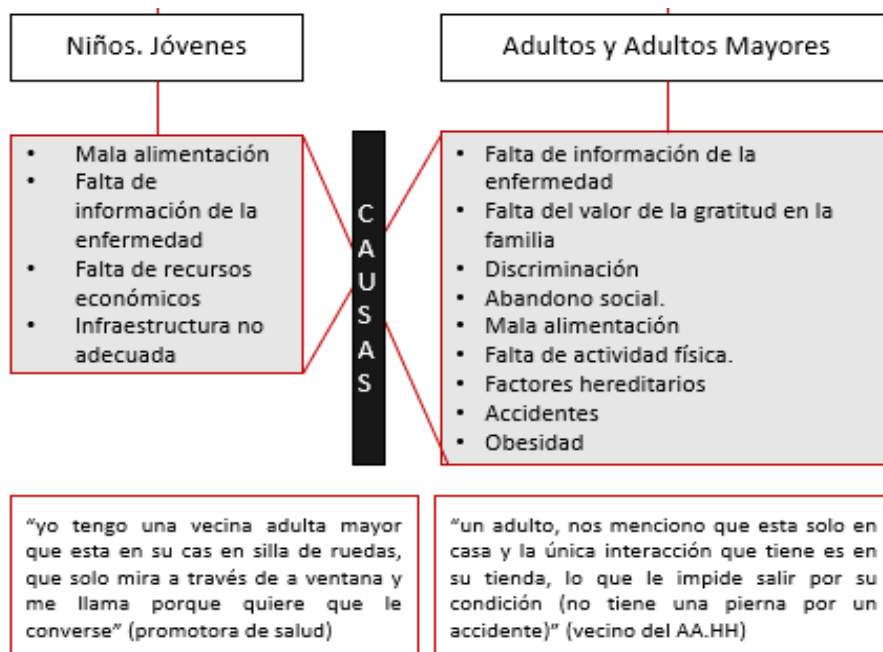 Niños. Jóvenes
Adultos y Adultos Mayores
• Mala alimentación
• Falta de
información de la
enfermedad
• Falta de recursos
económicos
• Infraestructura no
adecuada
C
A
U
S
A
S
• Falta de información de la
enfermedad
• Falta del valor de la gratitud en la
familia
• Discriminación
• Abandono social.
• Mala alimentación
• Falta de actividad física.
• Factores hereditarios
• Accidentes
• Obesidad
“yo tengo una vecina adulta mayor
que esta en su cas en silla de ruedas,
que solo mira a través de a ventana y
me llama porque quiere que le
converse” (promotora de salud)
“un adulto, nos menciono que esta solo en
casa y la única interacción que tiene es en
su tienda, lo que le impide salir por su
condición (no tiene una pierna por un
accidente)” (vecino del AA.HH)